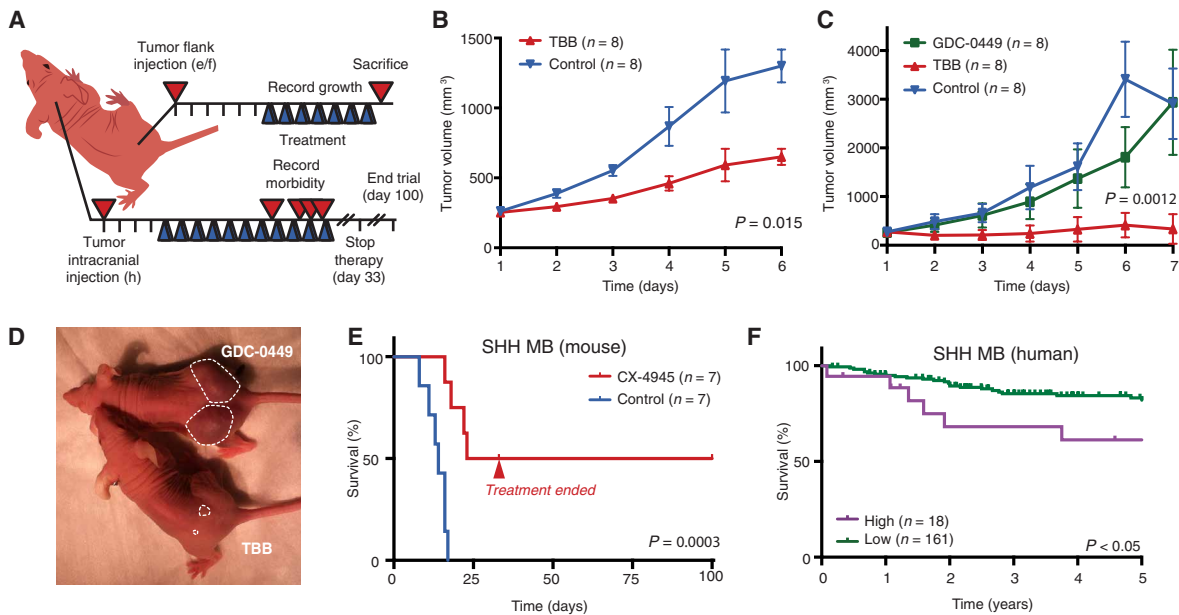 A
Tumor flank
injection (e/f)
Sacrifice
Record growth
Treatment
Record
morbidity
End trial
(day 100)
Tumor
intracranial
injection (h)
Stop
therapy
(day 33)
B
Tumor volume (mm³)
1500
1000
500
0
TBB (n = 8)
Control (n = 8)
P = 0.015
1 2 3 4 5 6
Time (days)
C
Tumor volume (mm³)
4000
3000
2000
1000
0
GDC-0449 (n = 8)
TBB (n = 8)
Control (n = 8)
P = 0.0012
1 2 3 4 5 6 7
Time (days)
D
GDC-0449
TBB
E
SHH MB (mouse)
Survival (%)
100
50
0
CX-4945 (n = 7)
Control (n = 7)
Treatment ended
P = 0.0003
0 25 50 75 100
Time (days)
F
SHH MB (human)
Survival (%)
100
50
0
High (n = 18)
Low (n = 161)
P < 0.05
0 1 2 3 4 5
Time (years)